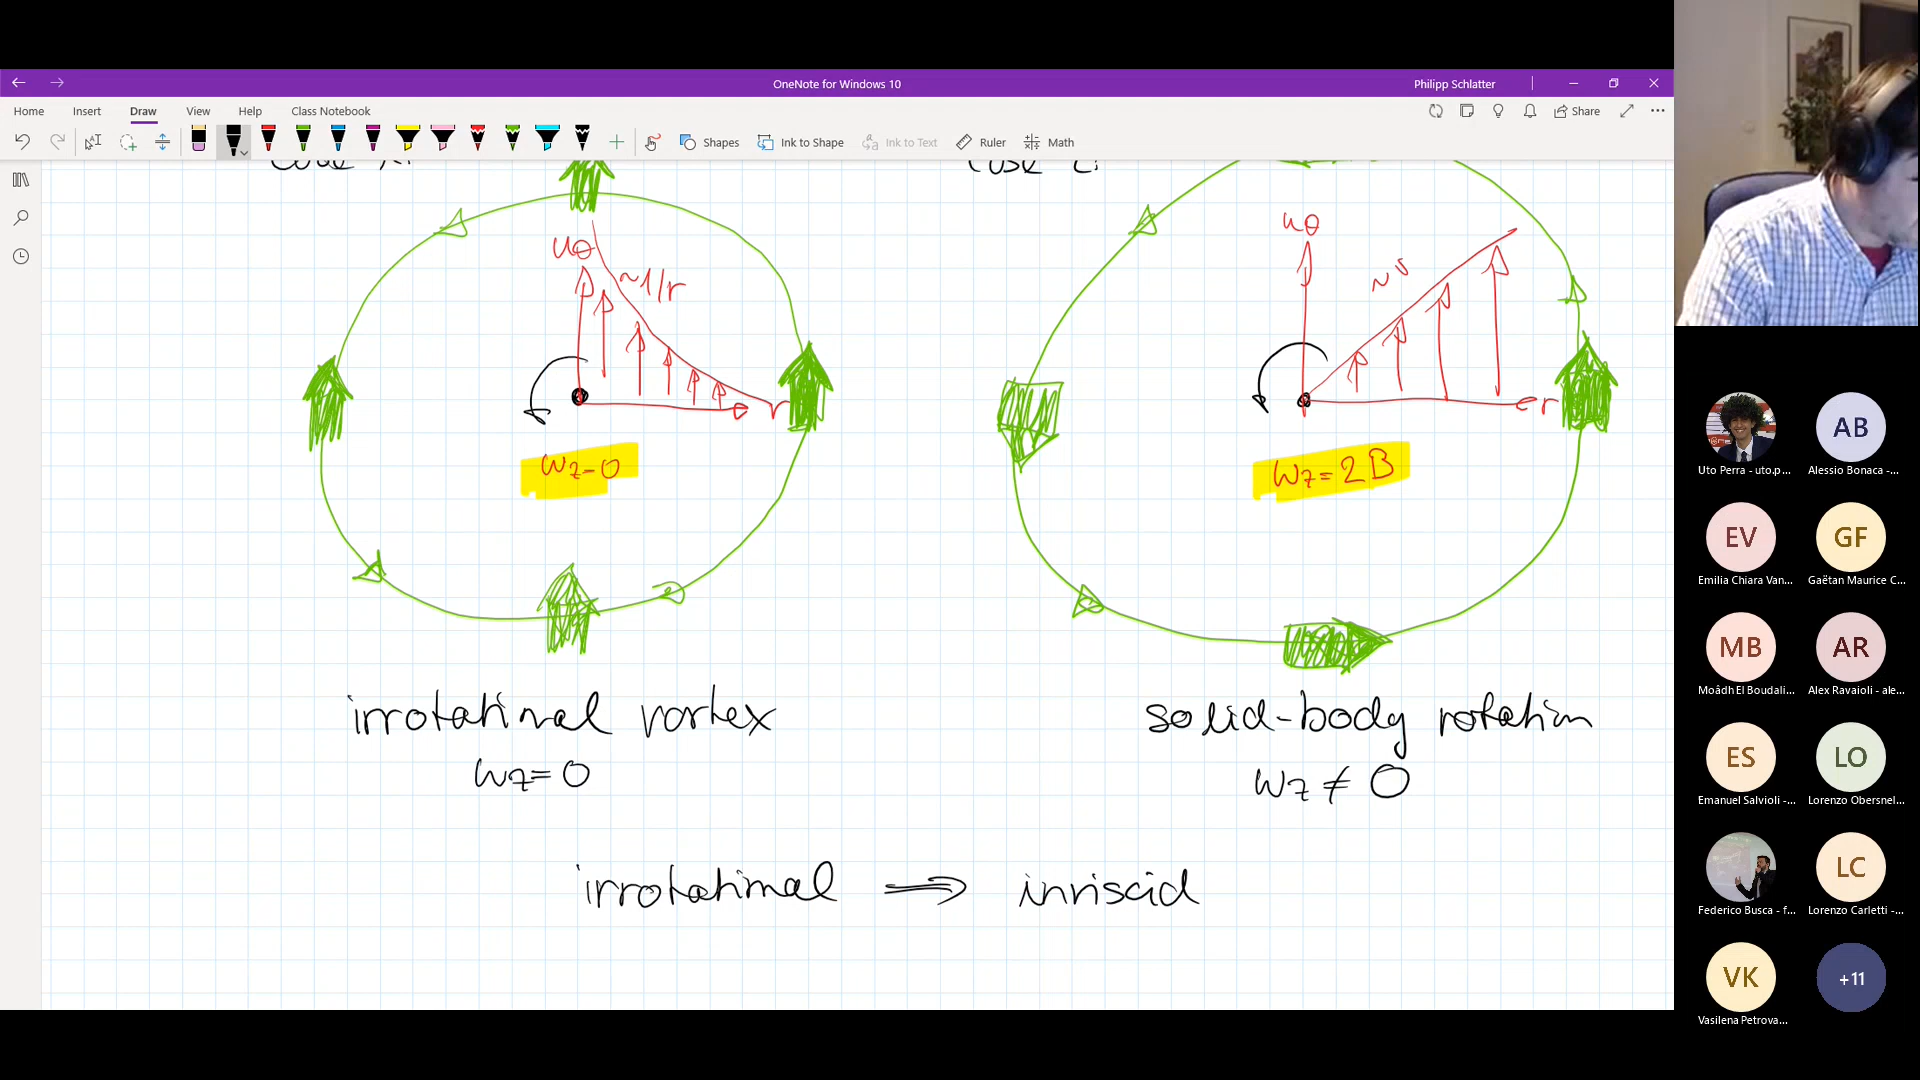 OneNote for Windows 10
Philipp Schlatter
Home Insert Draw View Help Class Notebook
Share
Shapes Ink to Shape Ink to Text Ruler Math
uθ
~1/r
r
ωz=0
uθ
~r
r
ωz=2B
irrotational vortex
ωz=0
solid-body rotation
ωz≠0
irrotational ⟹ inviscid
Uto Perra - uto.p...
AB
Alessio Bonaca -...
EV
Emilia Chiara Van...
GF
Gaëtan Maurice C...
MB
Moâdh El Boudali...
AR
Alex Ravaioli - ale...
ES
Emanuel Salvioli -...
LO
Lorenzo Obersnel...
Federico Busca - f...
LC
Lorenzo Carletti -...
VK
Vasilena Petrova...
+11